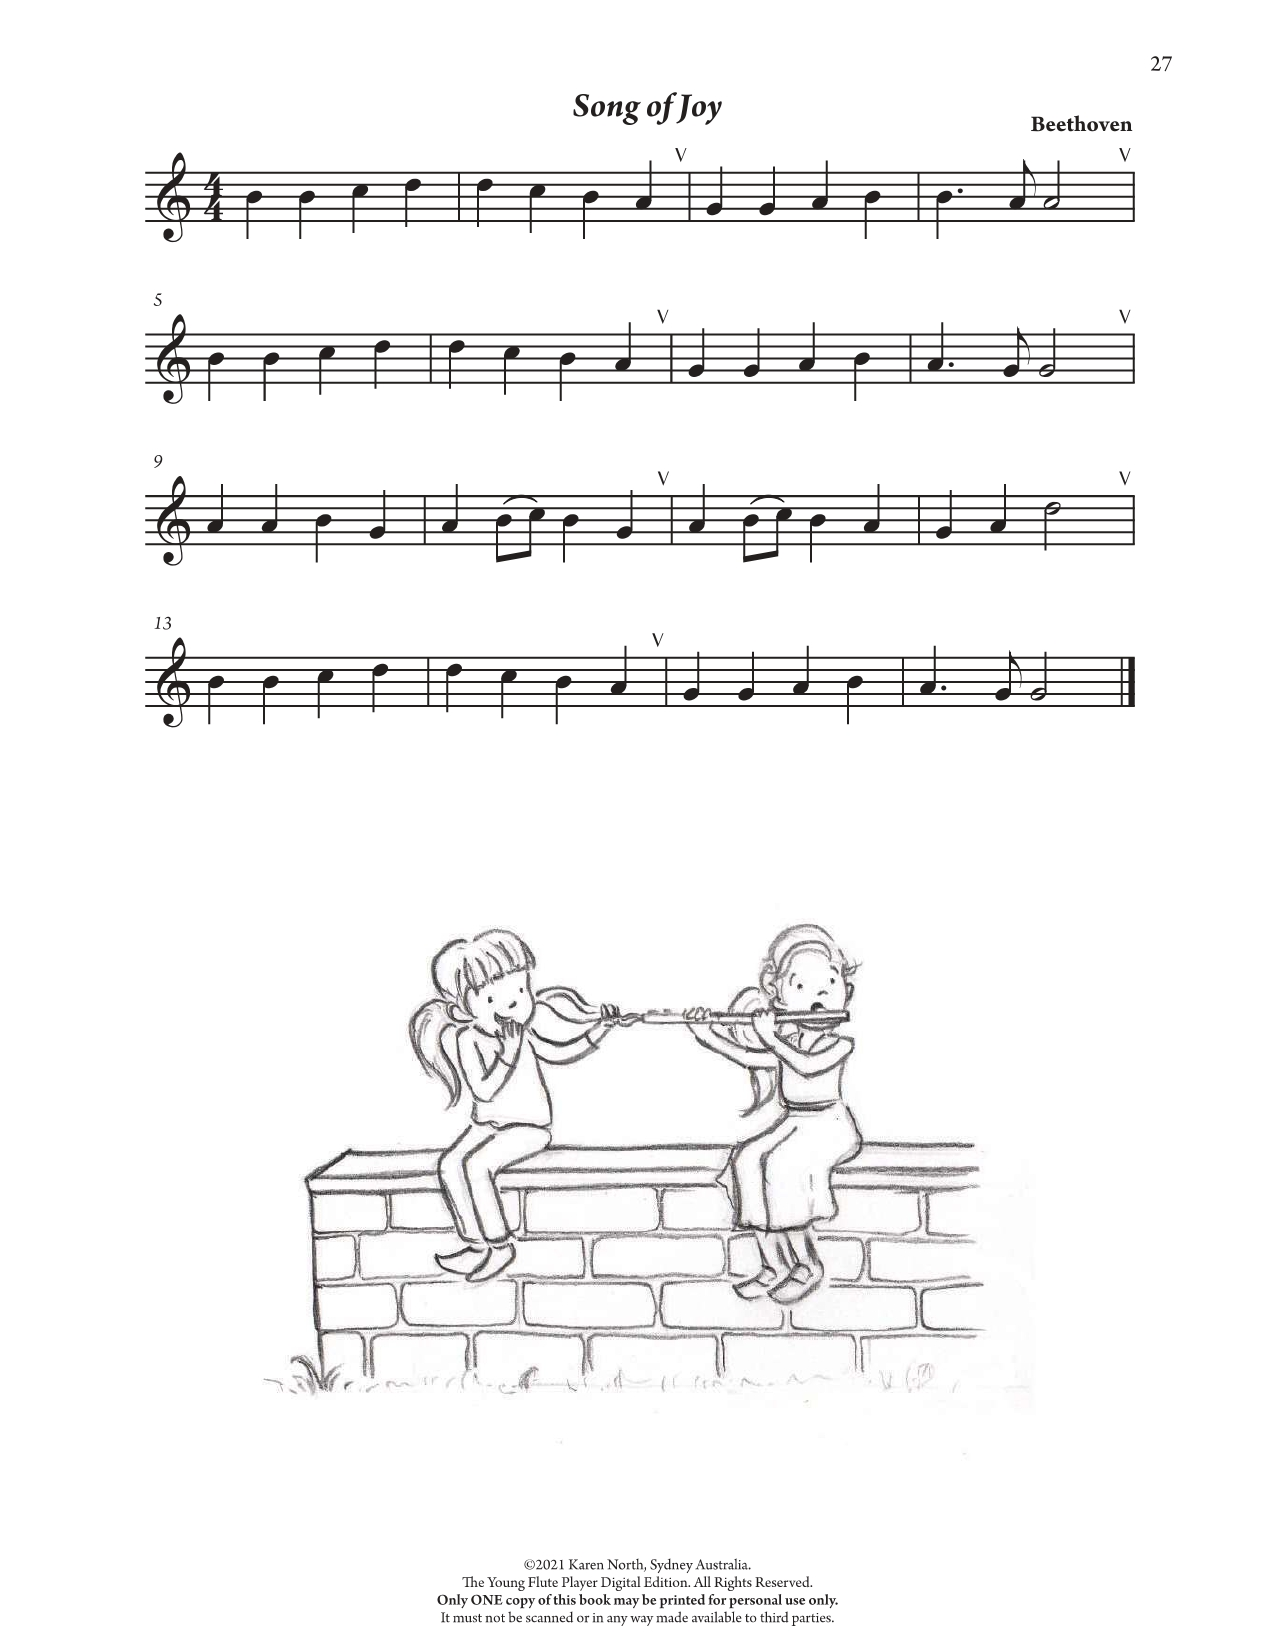 27
Song of Joy
Beethoven
4
4
5
9
13
©2021 Karen North, Sydney Australia.
The Young Flute Player Digital Edition. All Rights Reserved.
Only ONE copy of this book may be printed for personal use only.
It must not be scanned or in any way made available to third parties.